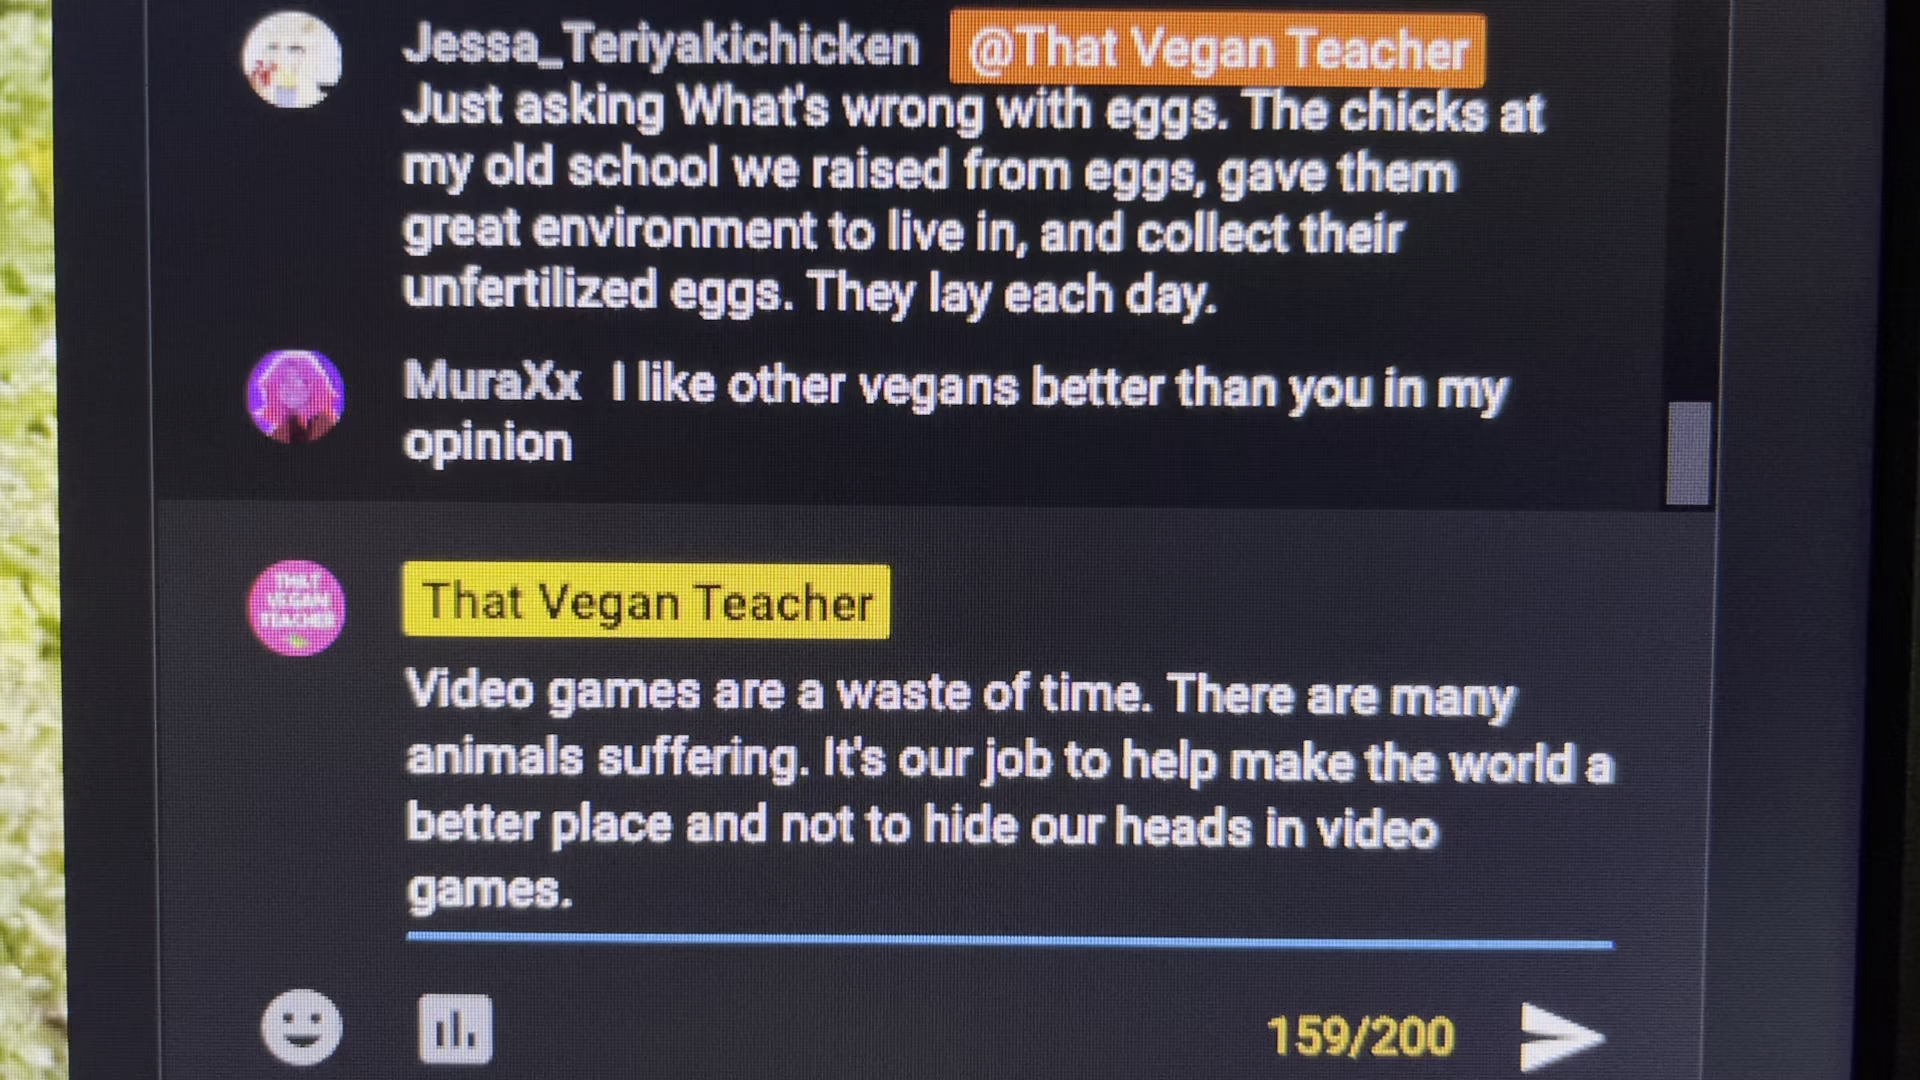 Jessa_Teriyakichicken @That Vegan Teacher
Just asking What's wrong with eggs. The chicks at
my old school we raised from eggs, gave them
great environment to live in, and collect their
unfertilized eggs. They lay each day.
MuraXx I like other vegans better than you in my
opinion
THAT
VEGAN
TEACHER
That Vegan Teacher
Video games are a waste of time. There are many
animals suffering. It's our job to help make the world a
better place and not to hide our heads in video
games.
159/200